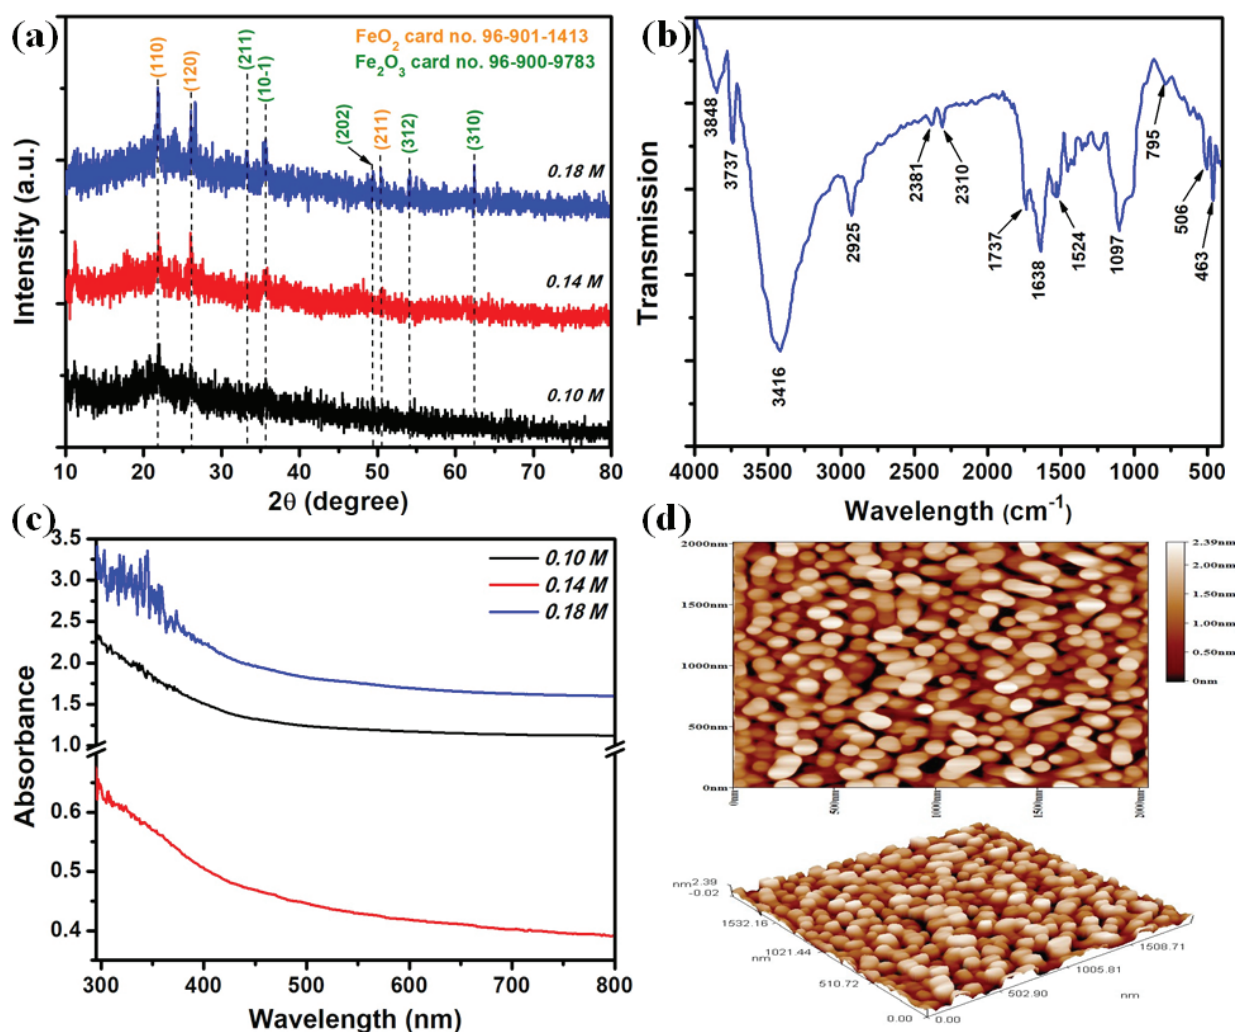 (a)
FeO2 card no. 96-901-1413
Fe2O3 card no. 96-900-9783
(110)
(120)
(211)
(10-1)
(202)
(211)
(312)
(310)
0.18 M
0.14 M
0.10 M
Intensity (a.u.)
10 20 30 40 50 60 70 80
2θ (degree)
(b)
Transmission
3848
3737
3416
2925
2381
2310
1737
1638
1524
1097
795
506
463
4000 3500 3000 2500 2000 1500 1000 500
Wavelength (cm-1)
(c)
Absorbance
3.5
3.0
2.5
2.0
1.5
1.0
0.6
0.5
0.4
0.10 M
0.14 M
0.18 M
300 400 500 600 700 800
Wavelength (nm)
(d)
2000nm
1500nm
1000nm
500nm
0nm
0nm
500nm
1000nm
1500nm
2000nm
2.39nm
2.00nm
1.00nm
0.50nm
0nm
nm
2.39
-0.02
1532.16
1021.44
nm
510.72
0.00
0.00
502.90
1005.81
nm
1508.71